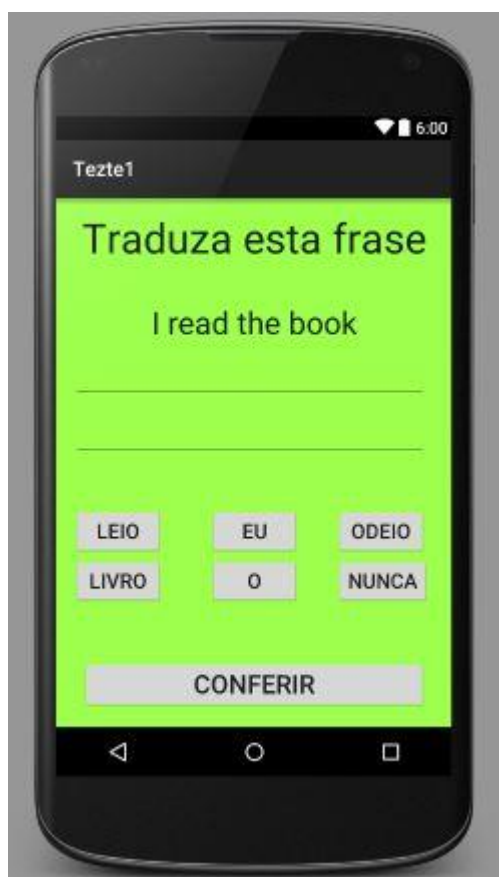 6:00
Tezte1
Traduza esta frase
I read the book
LEIO EU ODEIO
LIVRO O NUNCA
CONFERIR